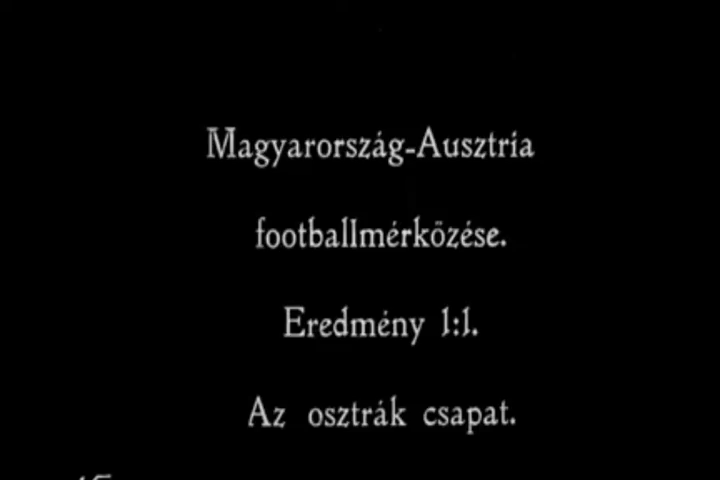 Magyarország-Ausztria
footballmérkőzése.
Eredmény 1:1.
Az osztrák csapat.